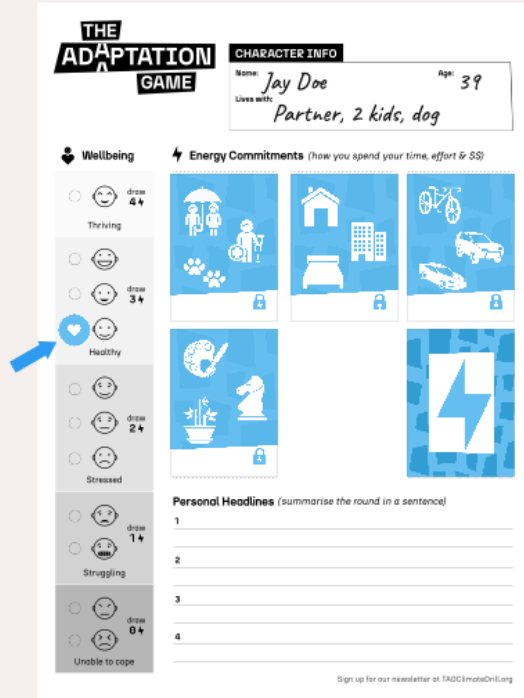 THE
ADAPTATION
GAME
CHARACTER INFO
Name: Jay Doe
Age: 39
Lives with:
Partner, 2 kids, dog
Wellbeing
Energy Commitments (how you spend your time, effort & $$)
draw
4
Thriving
draw
3
Healthy
draw
2
Stressed
draw
1
Struggling
draw
0
Unable to cope
Personal Headlines (summarise the round in a sentence)
1
2
3
4
Sign up for our newsletter at TAGClimateDrill.org